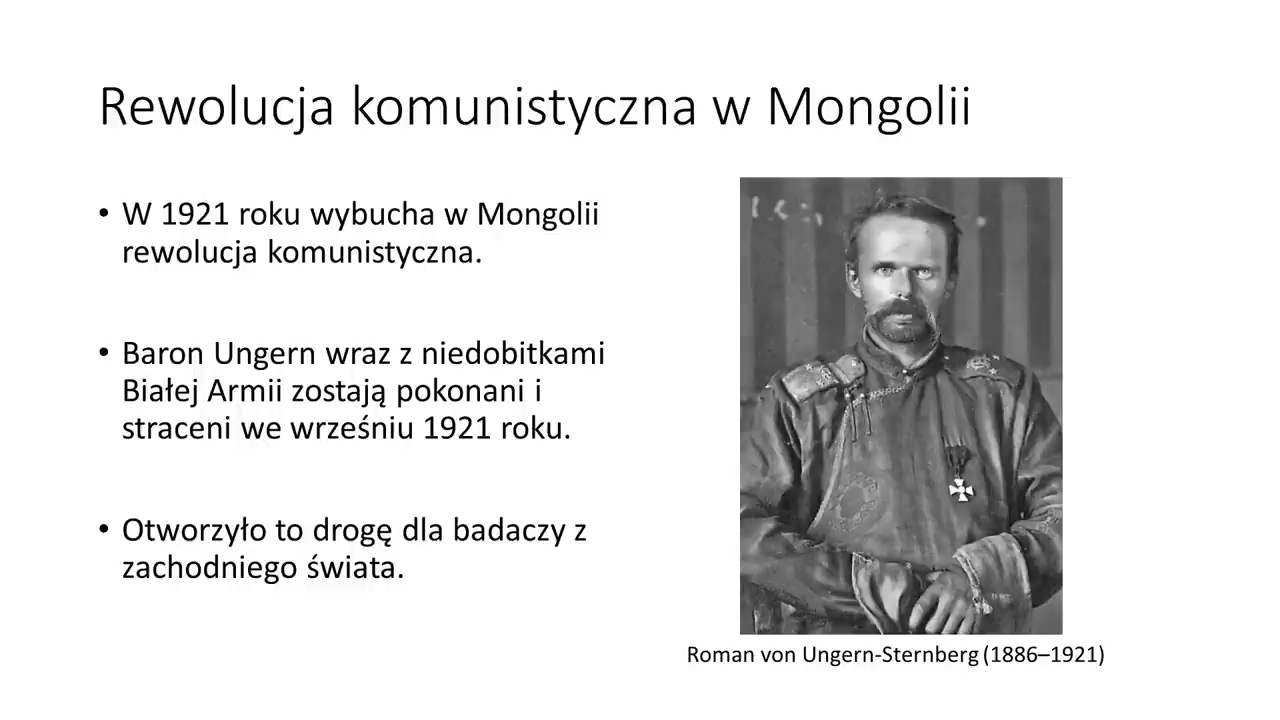 Rewolucja komunistyczna w Mongolii
• W 1921 roku wybucha w Mongolii
rewolucja komunistyczna.
• Baron Ungern wraz z niedobitkami
Białej Armii zostają pokonani i
straceni we wrześniu 1921 roku.
• Otworzyło to drogę dla badaczy z
zachodniego świata.
Roman von Ungern-Sternberg (1886–1921)